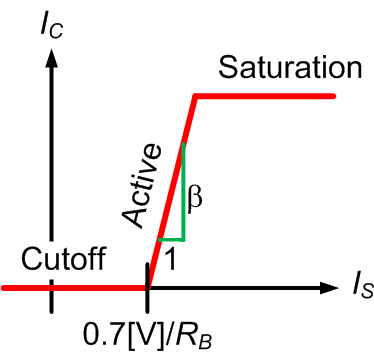 I_C
Saturation
Active
β
Cutoff
1
I_S
0.7[V]/R_B